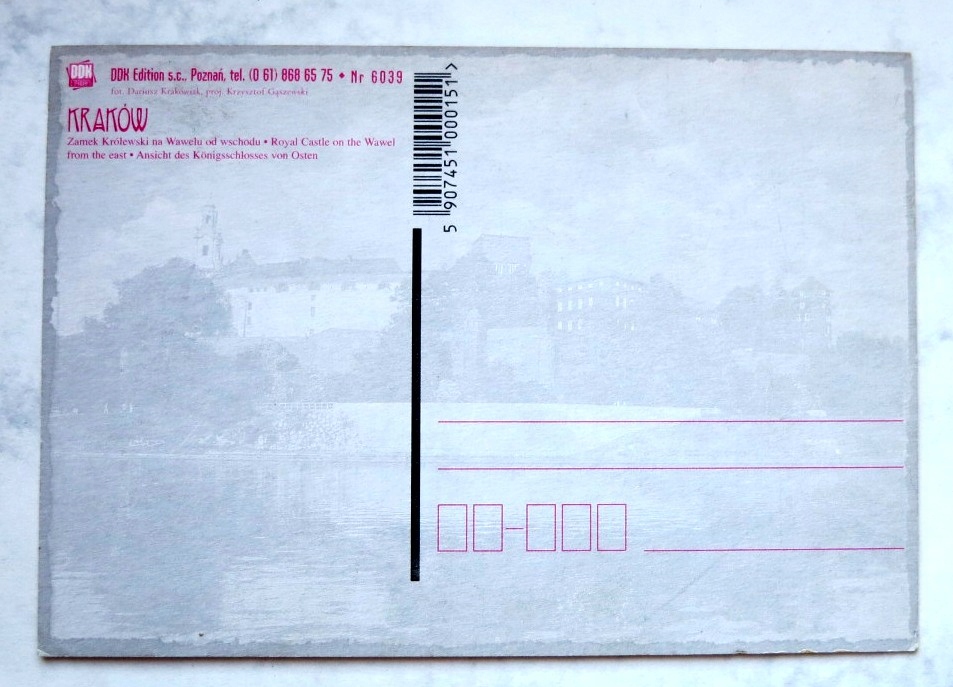 DDK
DDK Edition s.c., Poznań, tel. (0 61) 868 65 75 ♦ Nr 6039
fot. Dariusz Krakowiak, proj. Krzysztof Gąszewski
KRAKÓW
Zamek Królewski na Wawelu od wschodu • Royal Castle on the Wawel
from the east • Ansicht des Königsschlosses von Osten
5 907451 000151 >